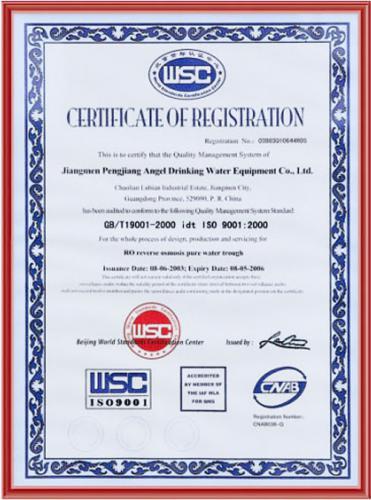 WSC
CERTIFICATE OF REGISTRATION
Registration No.:
This is to certify that the Quality Management System of
Jiangmen Pengjiang Angel Drinking Water Equipment Co., Ltd.
Chaolian Lubian Industrial Estate, Jiangmen City,
Guangdong Province, 529090, P. R. China
has been audited to conform to the following Quality Management System Standard:
GB/T19001-2000 idt ISO 9001:2000
For the whole process of design, production and servicing for
RO reverse osmosis pure water trough
Issuance Date: 08-06-2003; Expiry Date: 08-05-2006
WSC
Beijing World Standards Certification Center Issued by :
WSC
ISO9001
ACCREDITED
BY MEMBER OF
THE IAF MLA
FOR QMS
CNAB
Registration Number:
CNAB036-Q